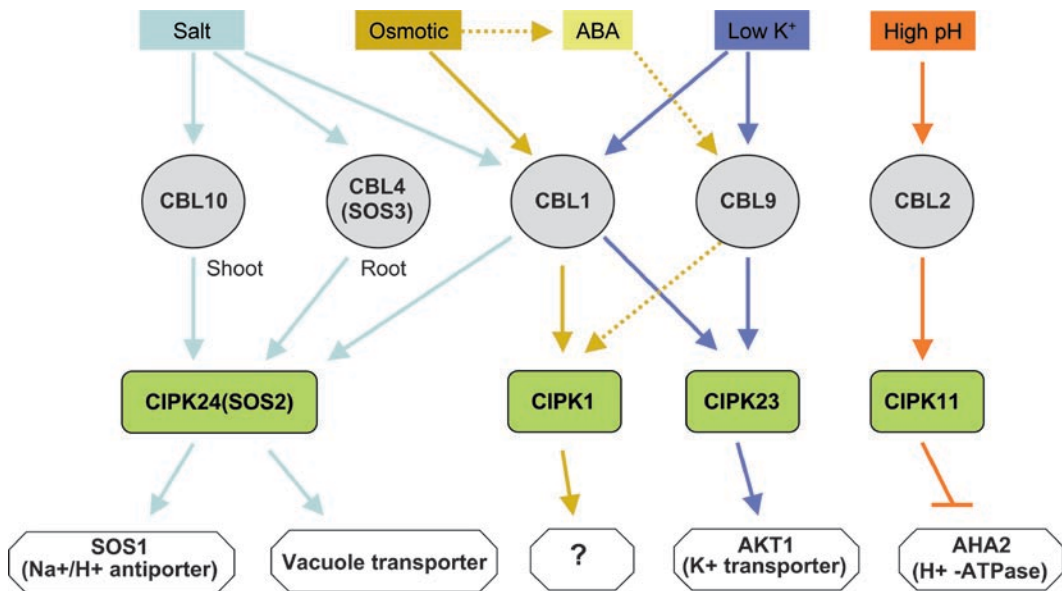 Salt
Osmotic
ABA
Low K⁺
High pH
CBL10
CBL4
(SOS3)
CBL1
CBL9
CBL2
Shoot
Root
CIPK24(SOS2)
CIPK1
CIPK23
CIPK11
SOS1
(Na+/H+ antiporter)
Vacuole transporter
?
AKT1
(K+ transporter)
AHA2
(H+ -ATPase)